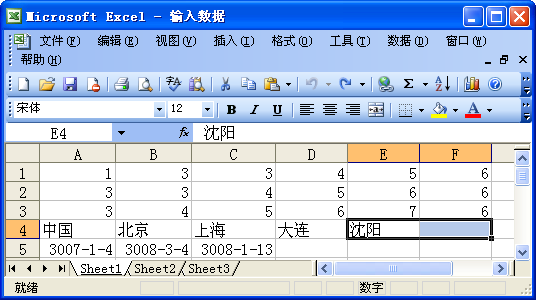 Microsoft Excel - 输入数据
文件(F) 编辑(E) 视图(V) 插入(I) 格式(O) 工具(T) 数据(D) 窗口(W)
帮助(H)
宋体 12 B I U
E4 fx 沈阳
A B C D E F
1 1 3 3 4 5 6
2 3 3 4 5 6 6
3 3 4 5 6 7 6
4 中国 北京 上海 大连 沈阳
5 3007-1-4 3008-3-4 3008-1-13
Sheet1 Sheet2 Sheet3
就绪 数字